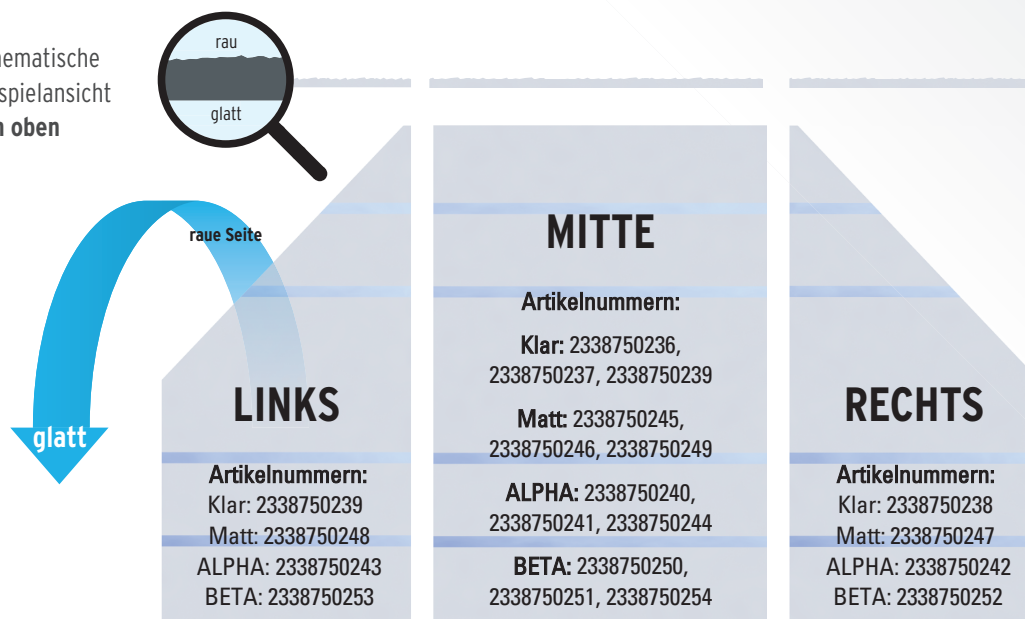 rau
glatt
hematische
spielansicht
n oben
raue Seite
glatt
LINKS
Artikelnummern:
Klar: 2338750239
Matt: 2338750248
ALPHA: 2338750243
BETA: 2338750253
MITTE
Artikelnummern:
Klar: 2338750236,
2338750237, 2338750239
Matt: 2338750245,
2338750246, 2338750249
ALPHA: 2338750240,
2338750241, 2338750244
BETA: 2338750250,
2338750251, 2338750254
RECHTS
Artikelnummern:
Klar: 2338750238
Matt: 2338750247
ALPHA: 2338750242
BETA: 2338750252